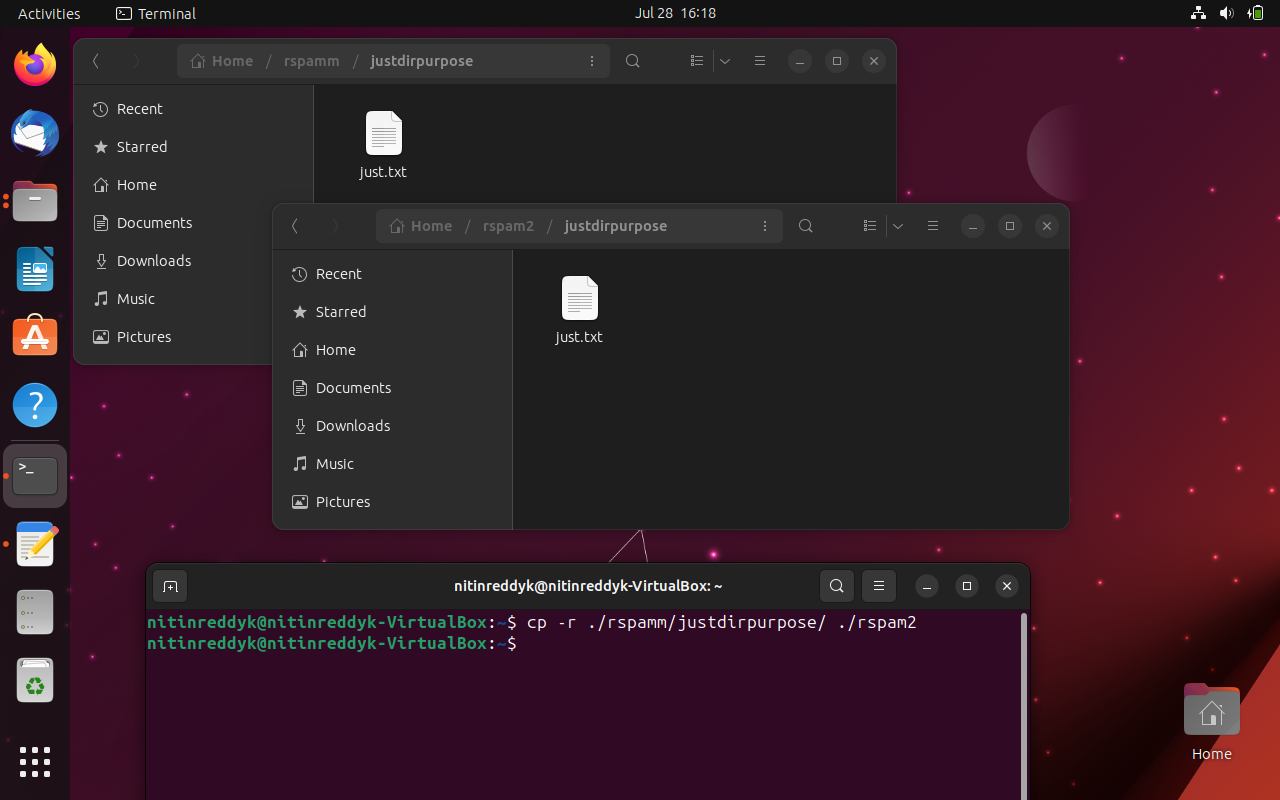 Activities Terminal Jul 28 16:18
Home / rspamm / justdirpurpose
Recent
Starred
Home
Documents
Downloads
Music
Pictures
just.txt
Home / rspam2 / justdirpurpose
Recent
Starred
Home
Documents
Downloads
Music
Pictures
just.txt
nitinreddyk@nitinreddyk-VirtualBox: ~
nitinreddyk@nitinreddyk-VirtualBox:~$ cp -r ./rspamm/justdirpurpose/ ./rspam2
nitinreddyk@nitinreddyk-VirtualBox:~$
Home